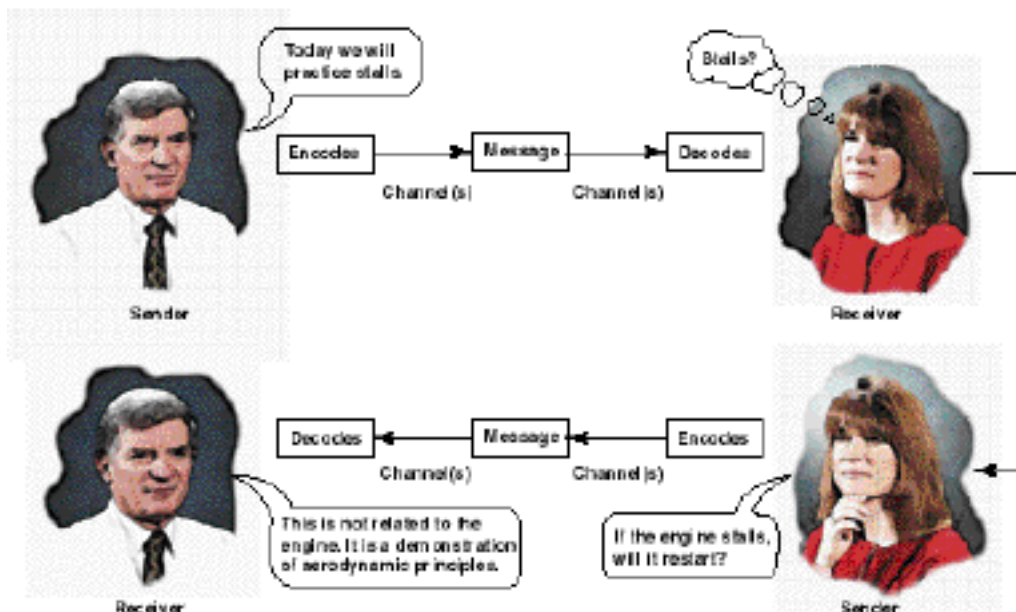 Today we will
practice stalls.
Stalls?
Encodes
Message
Decodes
Channel(s)
Channel(s)
Sender
Receiver
Decodes
Message
Encodes
Channel(s)
Channel(s)
This is not related to the
engine. It is a demonstration
of aerodynamic principles.
If the engine stalls,
will it restart?
Receiver
Sender